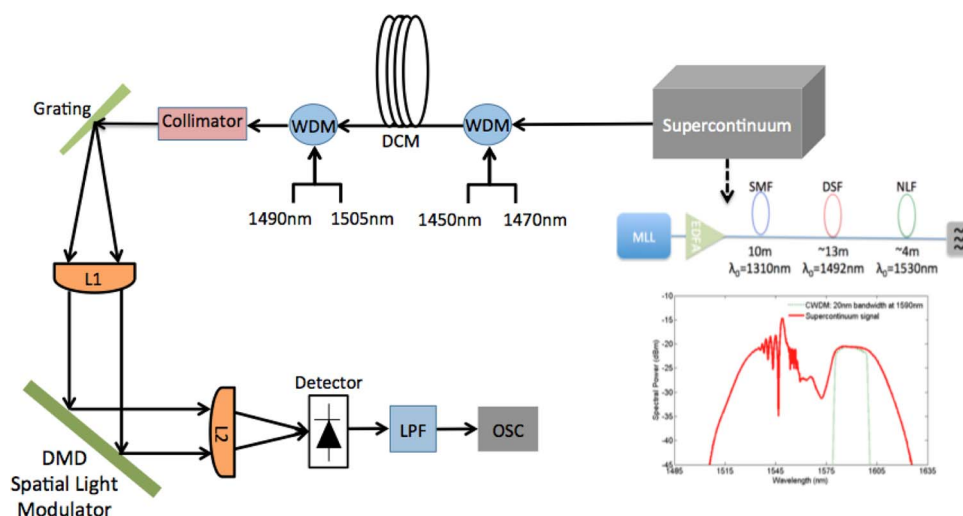 Grating
Collimator
WDM
DCM
WDM
Supercontinuum
1490nm 1505nm
1450nm 1470nm
SMF DSF NLF
MLL
EDFA
10m ~13m ~4m
λ₀=1310nm λ₀=1492nm λ₀=1530nm
L1
L2
Detector
LPF
OSC
DMD
Spatial Light
Modulator
CWDM: 20nm bandwidth at 1590nm
Supercontinuum signal
Spectral Power (dBm)
-10
-15
-20
-25
-30
-35
-40
-45
1485 1515 1545 1575 1605 1635
Wavelength (nm)